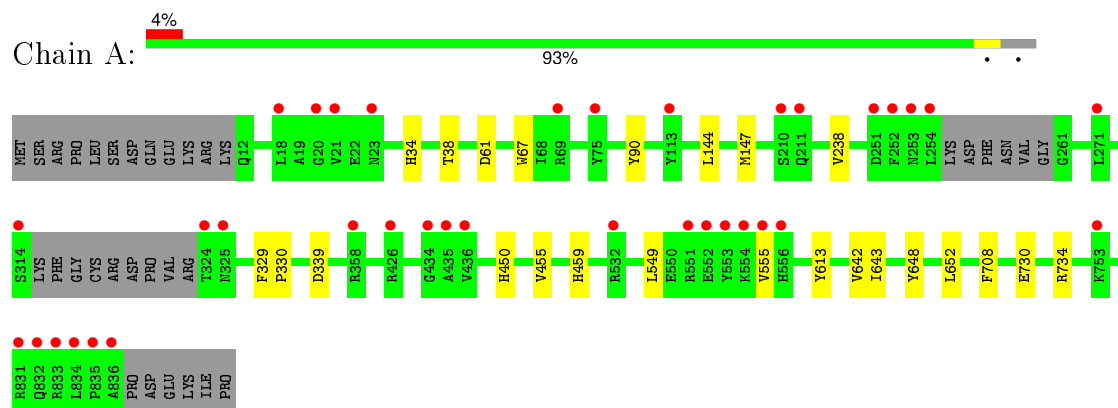 4%
Chain A:
93%
MET SER ARG PRO LEU SER ASP GLN GLU LYS ARG LYS Q12 L18 A19 G20 V21 E22 N23 H34 T38 D61 W67 I68 R69 Y75 Y90 Y113 L144 M147 S210 Q211 V238 D251 F252 N253 L254 LYS ASP PHE ASN VAL GLY G261 L271
S314 LYS PHE GLY CYS ARG ASP PRO VAL ARG T324 N325 F329 P330 D339 R358 R426 G434 A435 V436 H450 V455 H459 R532 L549 E550 R551 E552 Y553 K554 V555 H556 Y613 V642 I643 Y648 L652 F708 E730 R734 K753
R831 Q832 R833 L834 P835 A836 PRO ASP GLU LYS ILE PRO